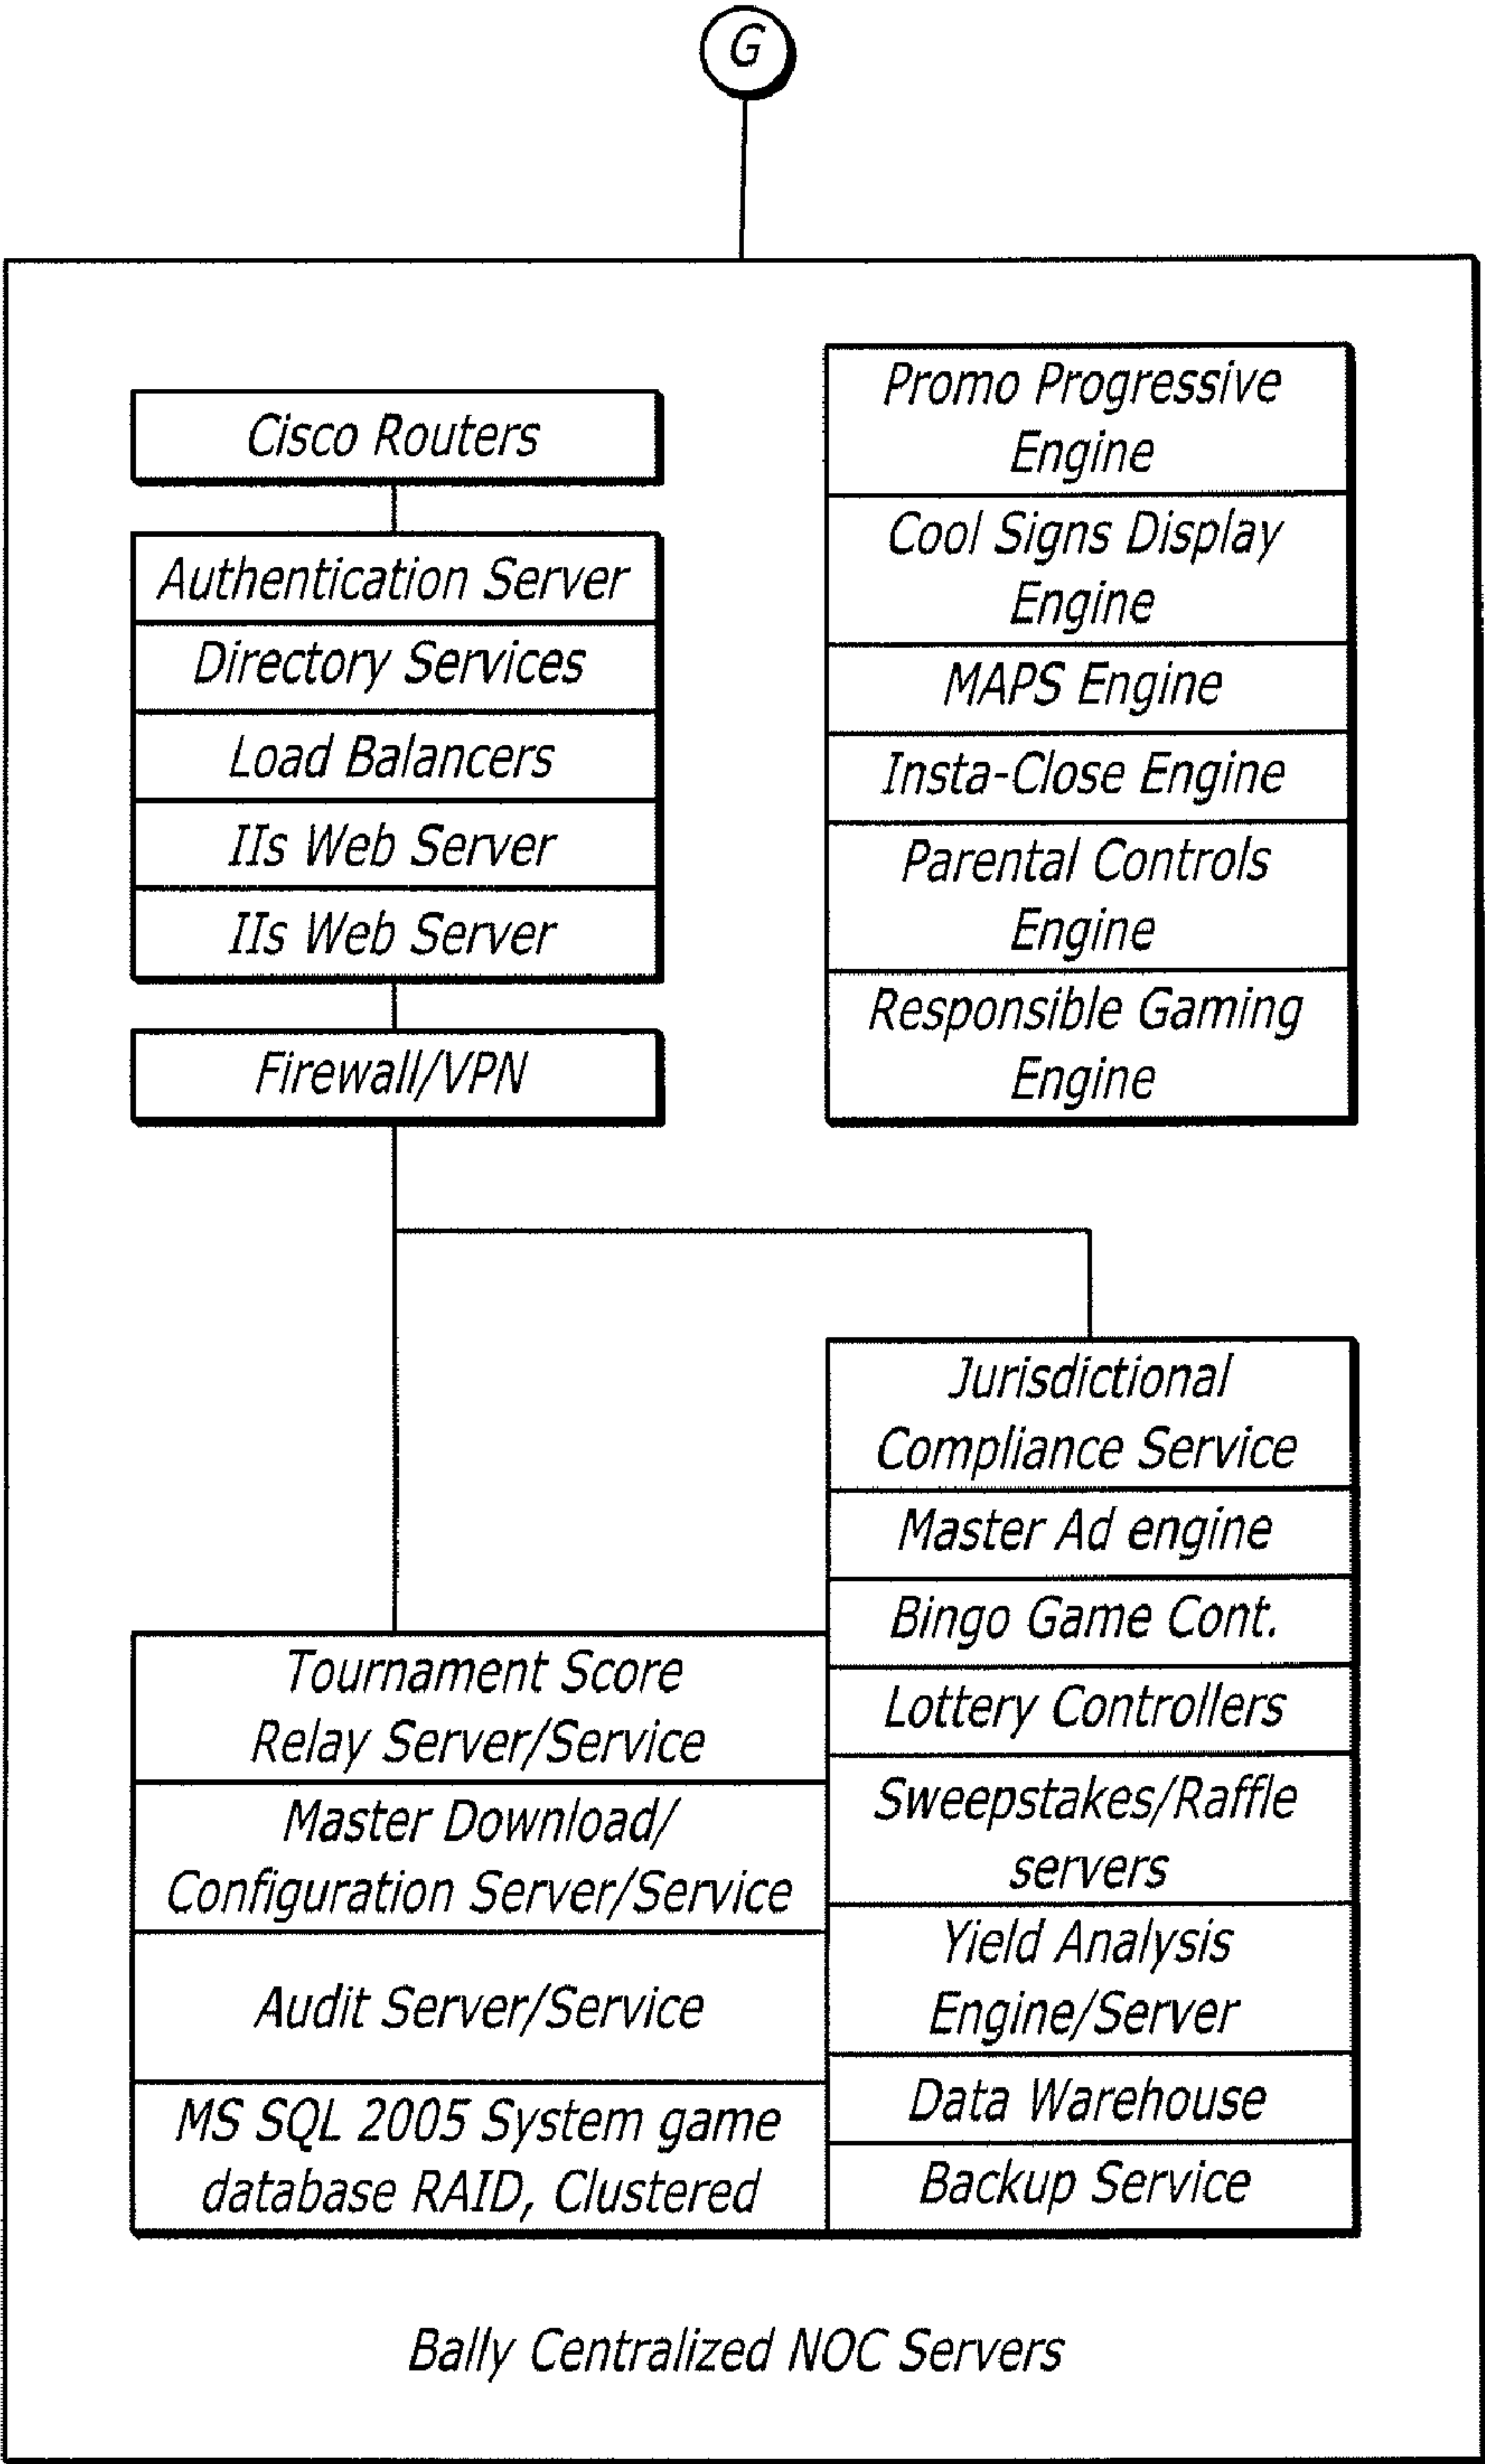 G
Cisco Routers
Authentication Server
Directory Services
Load Balancers
IIs Web Server
IIs Web Server
Firewall/VPN
Promo Progressive
Engine
Cool Signs Display
Engine
MAPS Engine
Insta-Close Engine
Parental Controls
Engine
Responsible Gaming
Engine
Tournament Score
Relay Server/Service
Master Download/
Configuration Server/Service
Audit Server/Service
MS SQL 2005 System game
database RAID, Clustered
Jurisdictional
Compliance Service
Master Ad engine
Bingo Game Cont.
Lottery Controllers
Sweepstakes/Raffle
servers
Yield Analysis
Engine/Server
Data Warehouse
Backup Service
Bally Centralized NOC Servers